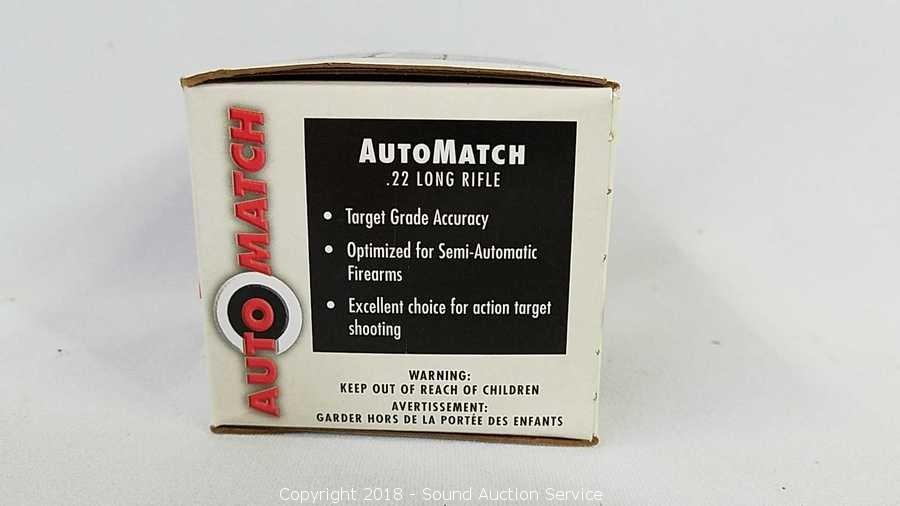 AUTOMATCH
AUTOMATCH
.22 LONG RIFLE
• Target Grade Accuracy
• Optimized for Semi-Automatic
Firearms
• Excellent choice for action target
shooting
WARNING:
KEEP OUT OF REACH OF CHILDREN
AVERTISSEMENT:
GARDER HORS DE LA PORTÉE DES ENFANTS
Copyright 2018 - Sound Auction Service